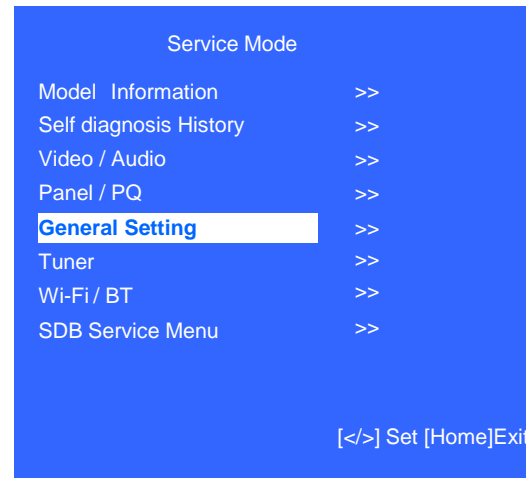 Service Mode
Model Information >>
Self diagnosis History >>
Video / Audio >>
Panel / PQ >>
General Setting >>
Tuner >>
Wi-Fi / BT >>
SDB Service Menu >>
[</>] Set [Home]Exit